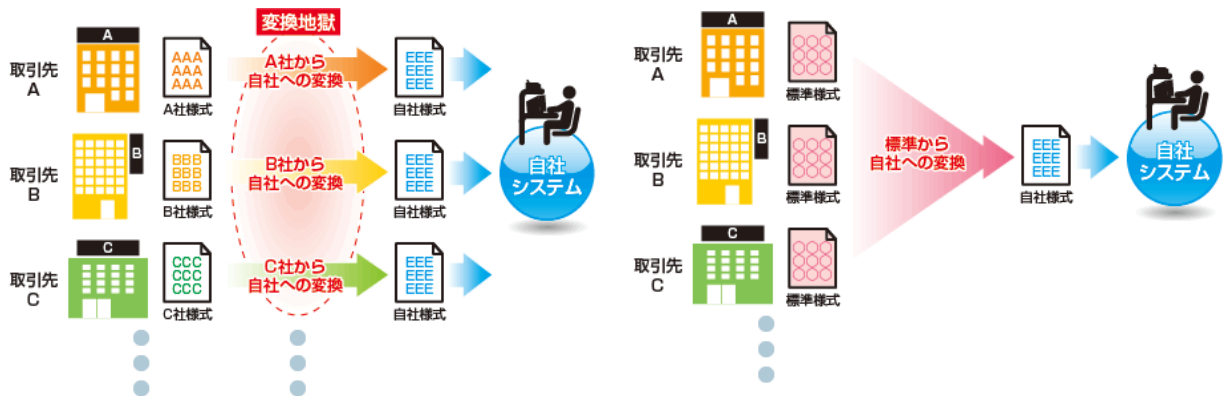 変換地獄
A
取引先
A
AAA
AAA
AAA
A社様式
A社から
自社への変換
EEE
EEE
EEE
自社様式
取引先
B
B
BBB
BBB
BBB
B社様式
B社から
自社への変換
EEE
EEE
EEE
自社様式
自社
システム
C
取引先
C
CCC
CCC
CCC
C社様式
C社から
自社への変換
EEE
EEE
EEE
自社様式
A
取引先
A
○○○
○○○
○○○
標準様式
取引先
B
B
○○○
○○○
○○○
標準様式
標準から
自社への変換
EEE
EEE
EEE
自社様式
自社
システム
C
取引先
C
○○○
○○○
○○○
標準様式